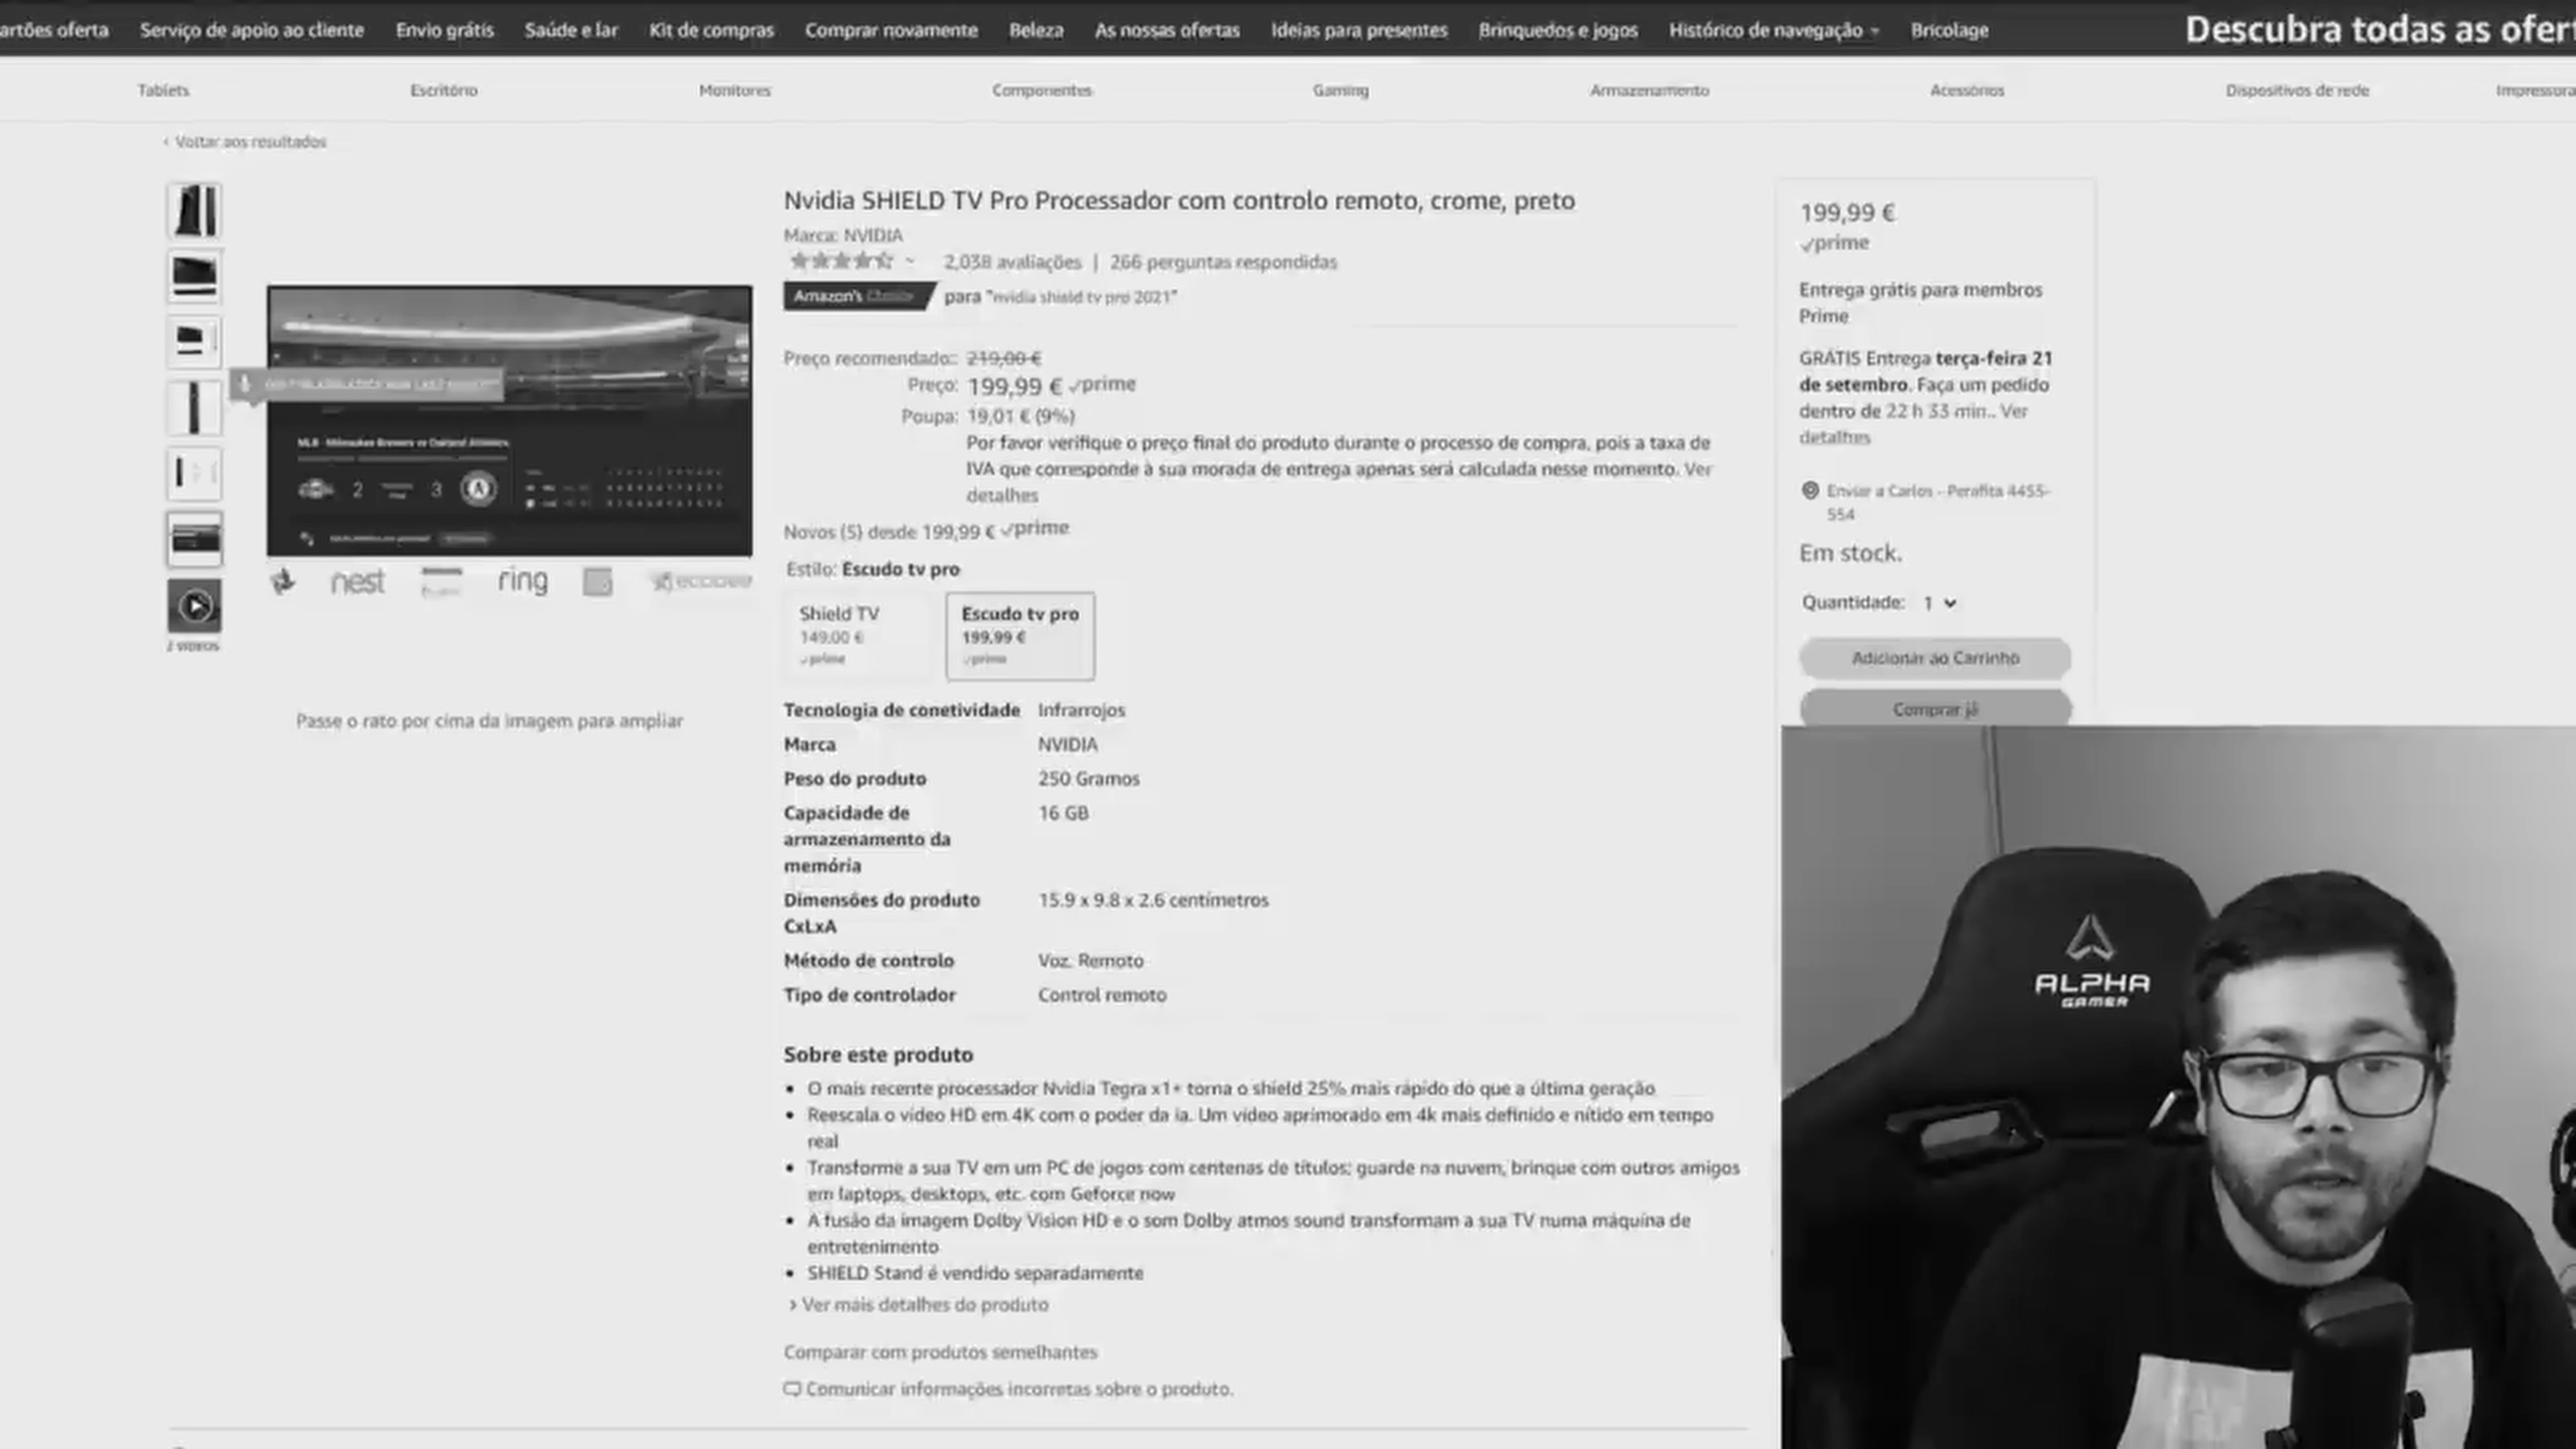 artões oferta Serviço de apoio ao cliente Envio grátis Saúde e lar Kit de compras Comprar novamente Beleza As nossas ofertas Ideias para presentes Brinquedos e jogos Histórico de navegação Bricolage Descubra todas as ofert
Tablets Escritório Monitores Componentes Gaming Armazenamento Acessórios Dispositivos de rede Impressora
‹ Voltar aos resultados
Nvidia SHIELD TV Pro Processador com controlo remoto, crome, preto
Marca: NVIDIA
2,038 avaliações | 266 perguntas respondidas
Amazon's Choice para "nvidia shield tv pro 2021"
Preço recomendado: 219,00 €
Preço: 199,99 € prime
Poupa: 19,01 € (9%)
Por favor verifique o preço final do produto durante o processo de compra, pois a taxa de
IVA que corresponde à sua morada de entrega apenas será calculada nesse momento. Ver
detalhes
Novos (5) desde 199,99 € prime
Estilo: Escudo tv pro
Shield TV
149,00 €
prime
Escudo tv pro
199,99 €
prime
Tecnologia de conetividade Infrarrojos
Marca NVIDIA
Peso do produto 250 Gramos
Capacidade de 16 GB
armazenamento da
memória
Dimensões do produto 15.9 x 9.8 x 2.6 centímetros
CxLxA
Método de controlo Voz, Remoto
Tipo de controlador Control remoto
Sobre este produto
• O mais recente processador Nvidia Tegra x1+ torna o shield 25% mais rápido do que a última geração
• Reescala o vídeo HD em 4K com o poder da ia. Um vídeo aprimorado em 4k mais definido e nítido em tempo
real
• Transforme a sua TV em um PC de jogos com centenas de títulos; guarde na nuvem, brinque com outros amigos
em laptops, desktops, etc. com Geforce now
• A fusão da imagem Dolby Vision HD e o som Dolby atmos sound transformam a sua TV numa máquina de
entretenimento
• SHIELD Stand é vendido separadamente
› Ver mais detalhes do produto
Comparar com produtos semelhantes
Comunicar informações incorretas sobre o produto.
MLB - Milwaukee Brewers vs Oakland Athletics
2 3 A
nest ring ecobee
2 VÍDEOS
Passe o rato por cima da imagem para ampliar
199,99 €
prime
Entrega grátis para membros
Prime
GRÁTIS Entrega terça-feira 21
de setembro. Faça um pedido
dentro de 22 h 33 min.. Ver
detalhes
Enviar a Carlos - Perafita 4455-
554
Em stock.
Quantidade: 1
Adicionar ao Carrinho
Comprar já
ALPHA
GAMER